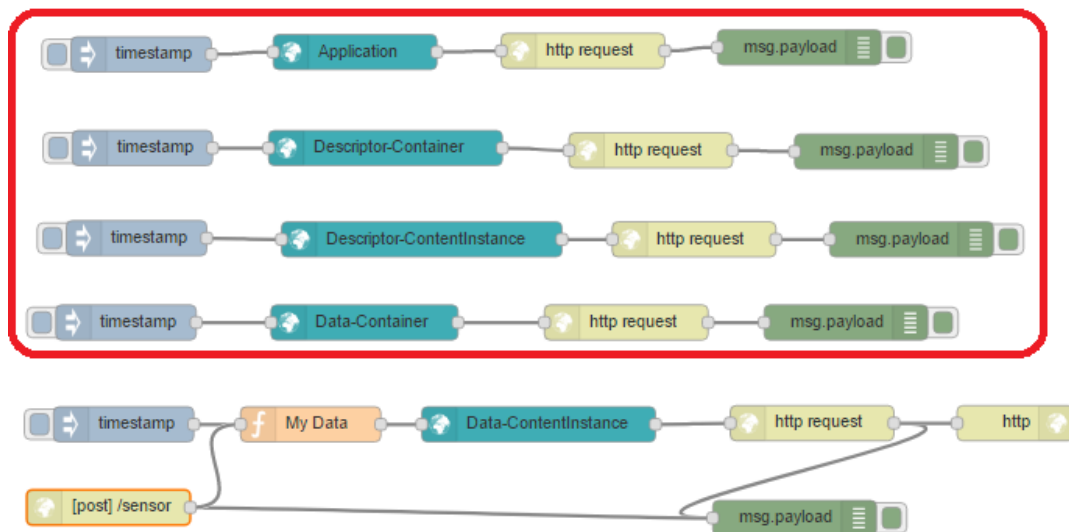 timestamp Application http request msg.payload
timestamp Descriptor-Container http request msg.payload
timestamp Descriptor-ContentInstance http request msg.payload
timestamp Data-Container http request msg.payload
timestamp My Data Data-ContentInstance http request http
[post] /sensor msg.payload